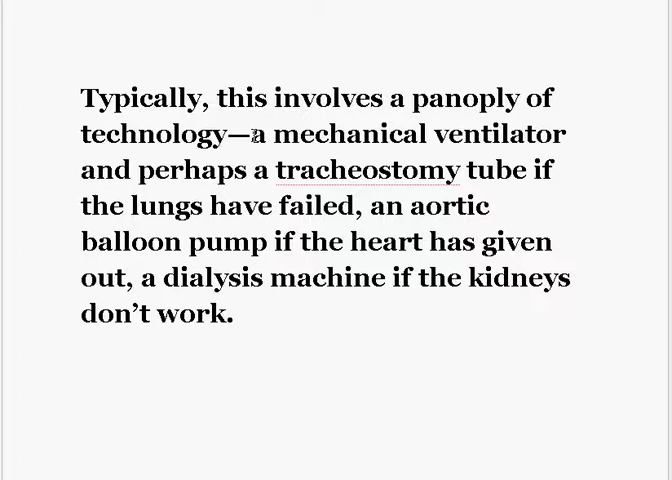 Typically, this involves a panoply of
technology—a mechanical ventilator
and perhaps a tracheostomy tube if
the lungs have failed, an aortic
balloon pump if the heart has given
out, a dialysis machine if the kidneys
don’t work.